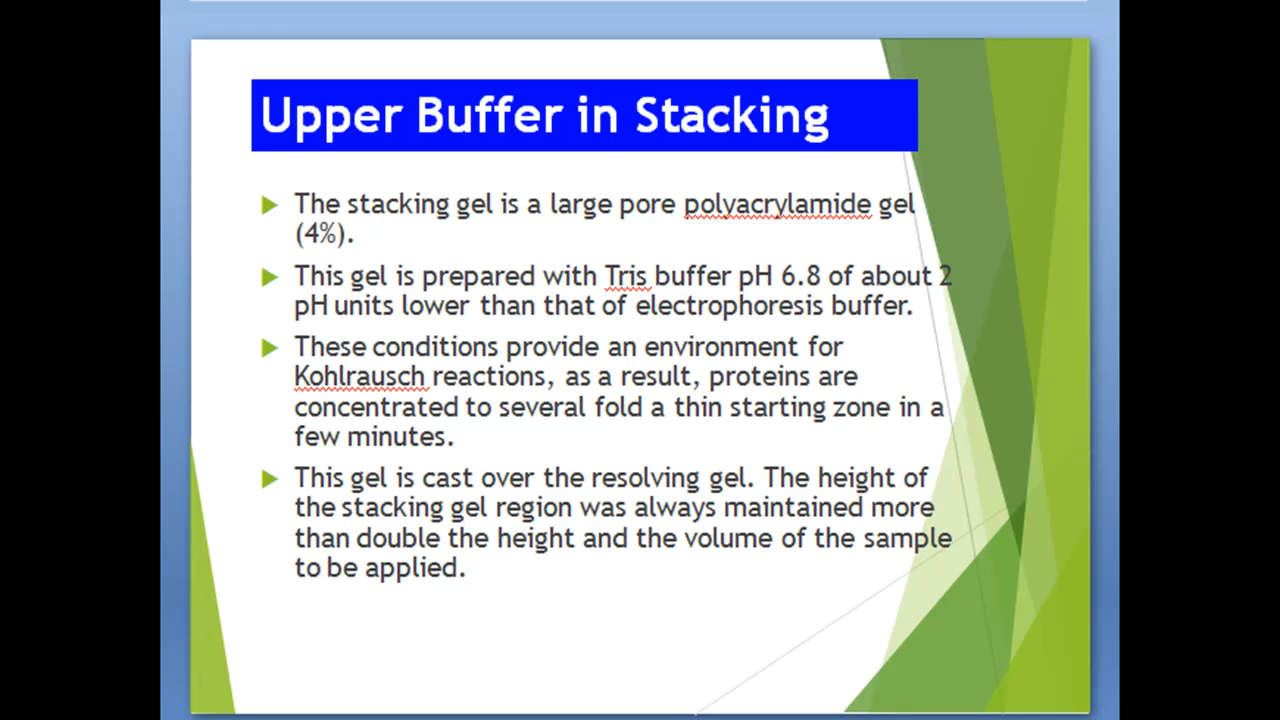 Upper Buffer in Stacking
The stacking gel is a large pore polyacrylamide gel
(4%).
This gel is prepared with Tris buffer pH 6.8 of about 2
pH units lower than that of electrophoresis buffer.
These conditions provide an environment for
Kohlrausch reactions, as a result, proteins are
concentrated to several fold a thin starting zone in a
few minutes.
This gel is cast over the resolving gel. The height of
the stacking gel region was always maintained more
than double the height and the volume of the sample
to be applied.